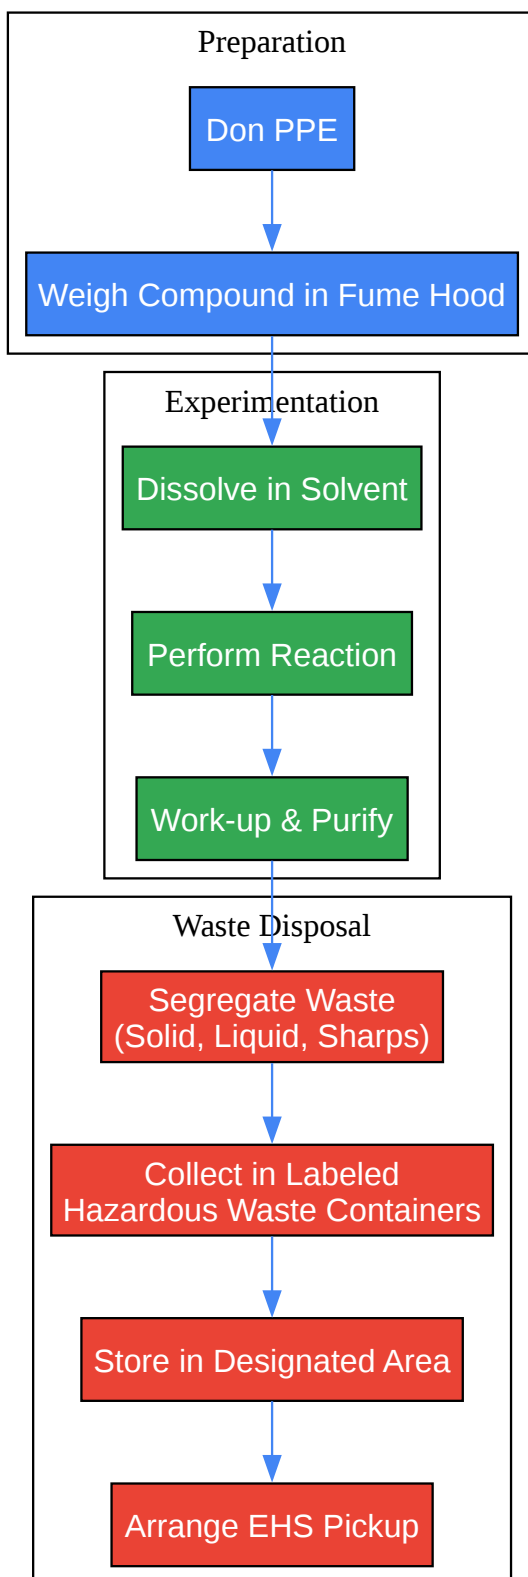 Preparation
Don PPE
Weigh Compound in Fume Hood
Experimentation
Dissolve in Solvent
Perform Reaction
Work-up & Purify
Waste Disposal
Segregate Waste
(Solid, Liquid, Sharps)
Collect in Labeled
Hazardous Waste Containers
Store in Designated Area
Arrange EHS Pickup